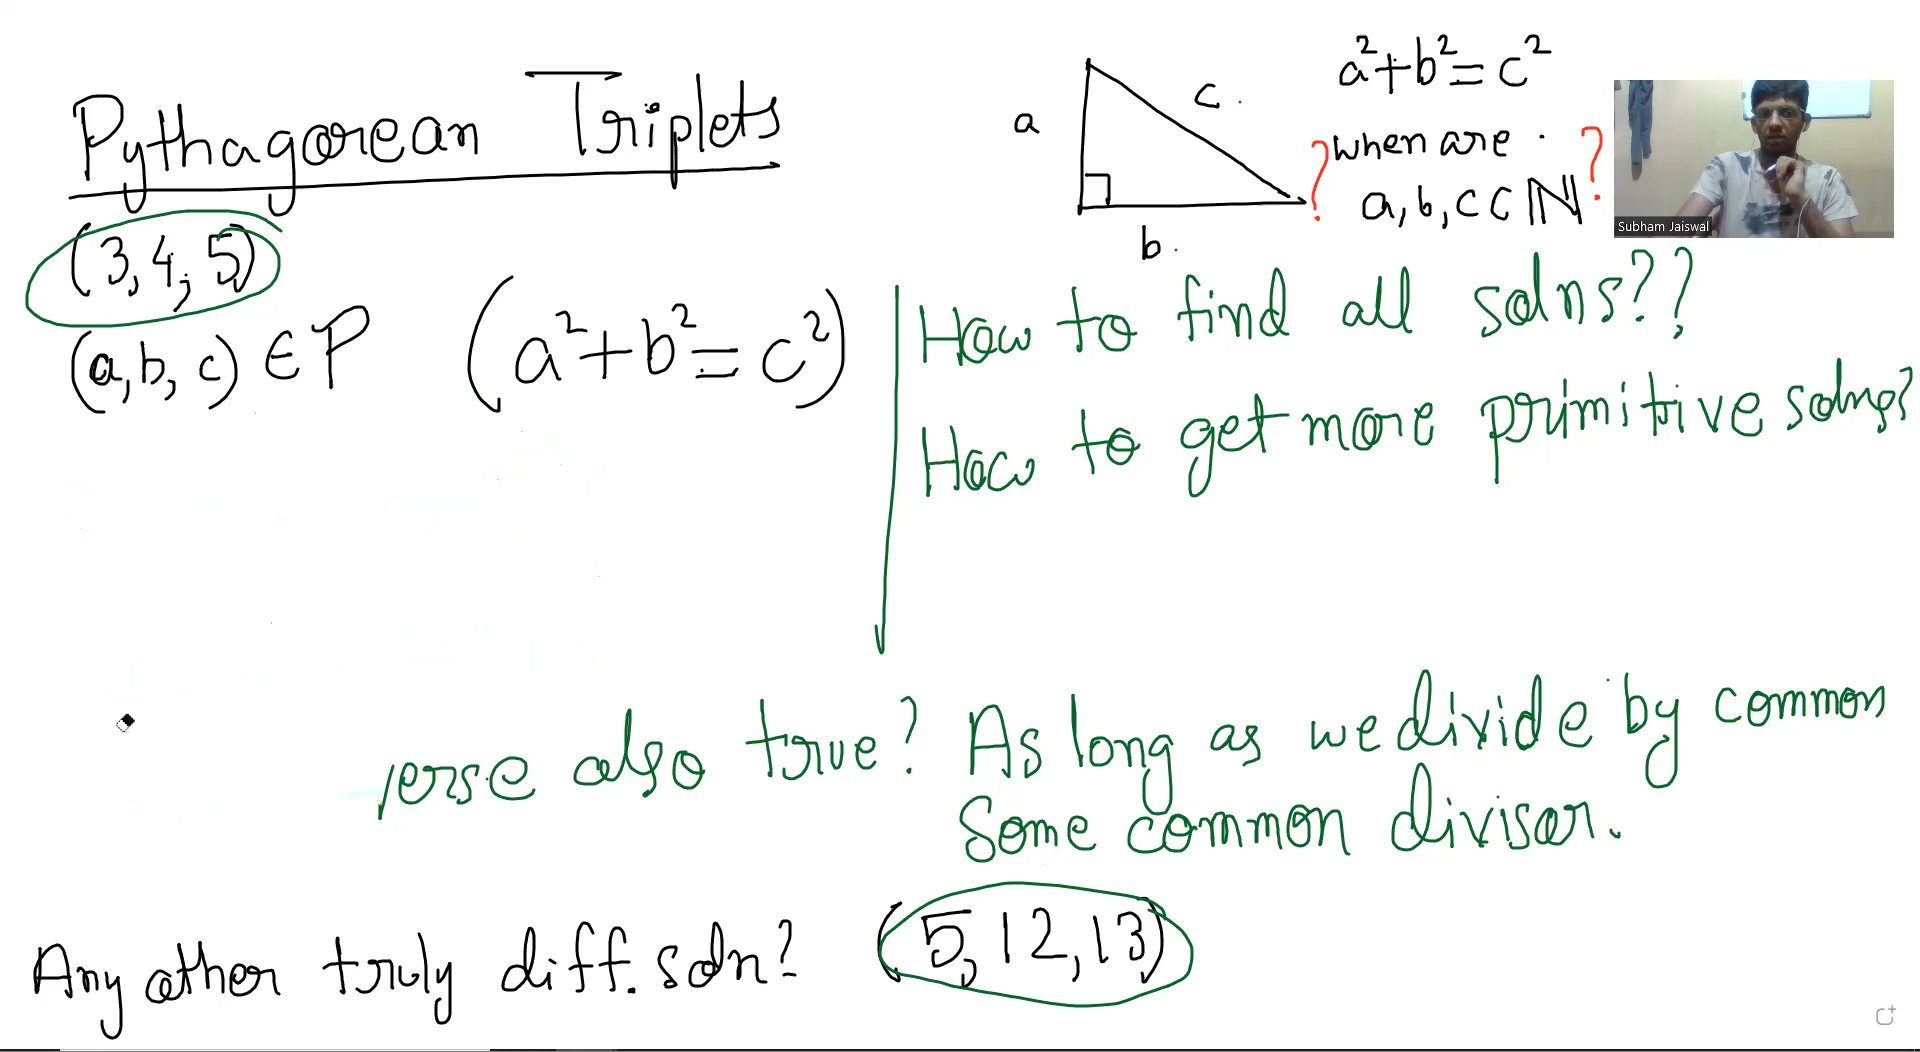 Pythagorean Triplets
(3, 4, 5)
(a, b, c) ∈ P (a²+b²=c²)
a
b
c
a²+b²=c²
?when are ?
a, b, c ⊂ ℕ
Subham Jaiswal
How to find all solns??
How to get more primitive solns?
erse also true? As long as we divide by common
some common divisor.
Any other truly diff. soln? (5, 12, 13)